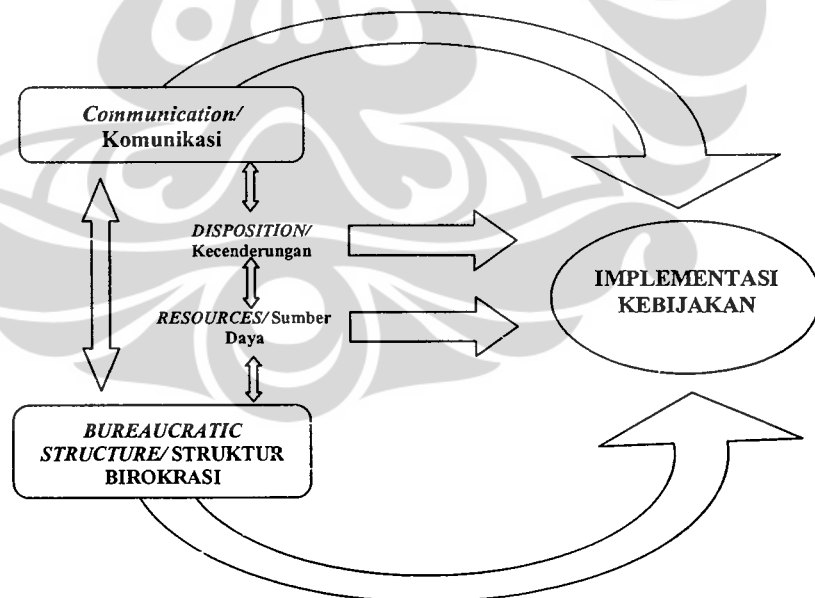 Communication/
Komunikasi
DISPOSITION/
Kecenderungan
RESOURCES/ Sumber
Daya
BUREAUCRATIC
STRUCTURE/ STRUKTUR
BIROKRASI
IMPLEMENTASI
KEBIJAKAN